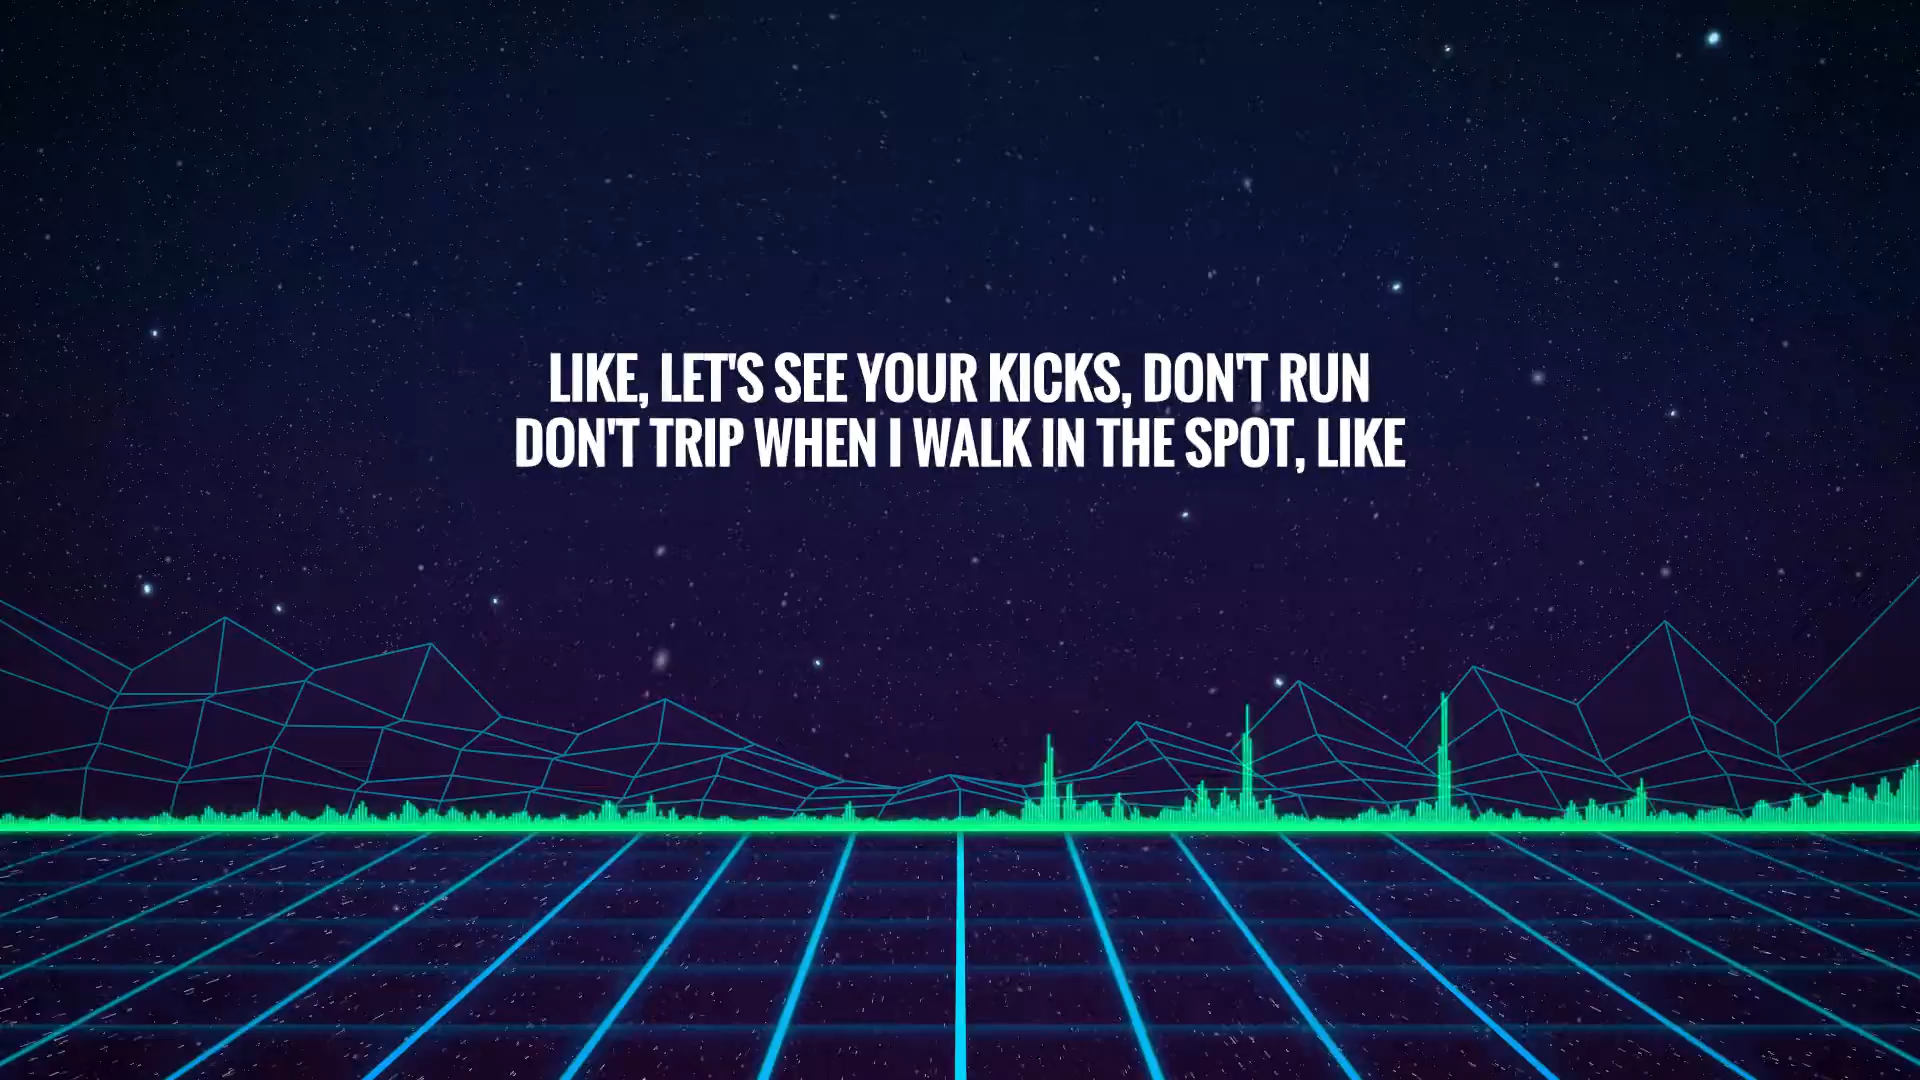 LIKE, LET'S SEE YOUR KICKS, DON'T RUN
DON'T TRIP WHEN I WALK IN THE SPOT, LIKE